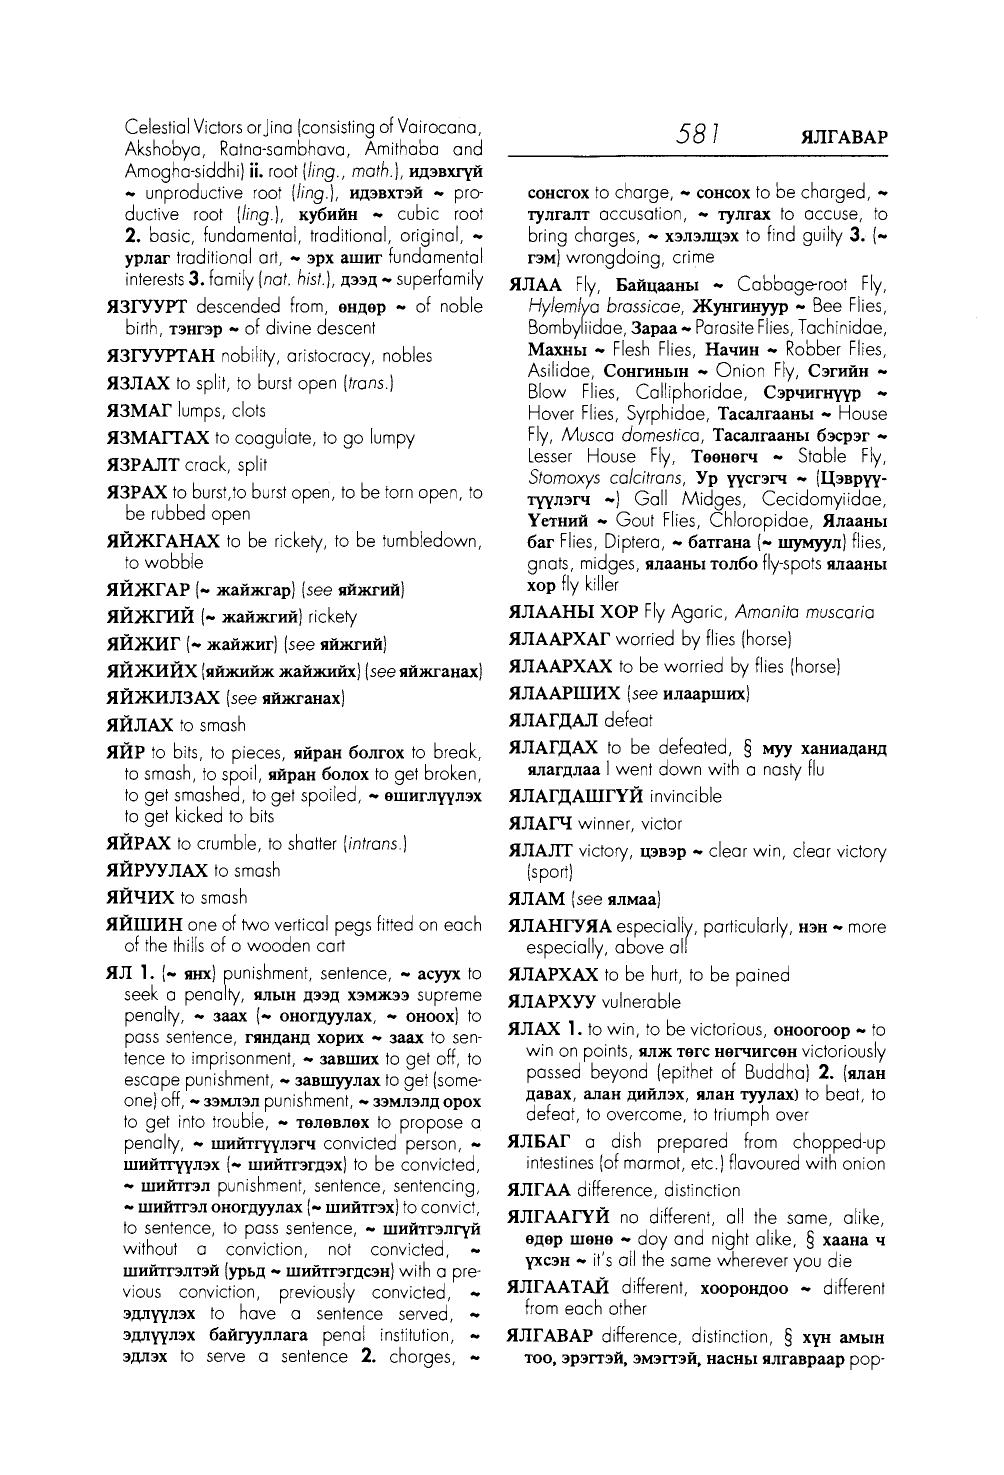 Celestial Victors or Jina (consisting of Vairocana,
Akshobya, Ratna-sambhava, Amithaba and
Amogha-siddhi) ii. root (ling., math.), идэвхгүй
~ unproductive root (ling.), идэвхтэй ~ pro-
ductive root (ling.), кубийн ~ cubic root
2. basic, fundamental, traditional, original, ~
урлаг traditional art, ~ эрх ашиг fundamental
interests 3. family (nat. hist.), дээд ~ superfamily
ЯЗГУУРТ descended from, өндөр ~ of noble
birth, тэнгэр ~ of divine descent
ЯЗГУУРТАН nobility, aristocracy, nobles
ЯЗЛАХ to split, to burst open (trans.)
ЯЗМАГ lumps, clots
ЯЗМАГТАХ to coagulate, to go lumpy
ЯЗРАЛТ crack, split
ЯЗРАХ to burst,to burst open, to be torn open, to
be rubbed open
ЯЙЖГАНАХ to be rickety, to be tumbledown,
to wobble
ЯЙЖГАР (~ жайжгар) (see яйжгий)
ЯЙЖГИЙ (~ жайжгий) rickety
ЯЙЖИГ (~ жайжиг) (see яйжгий)
ЯЙЖИЙХ (яйжийж жайжийх) (see яйжганах)
ЯЙЖИЛЗАХ (see яйжганах)
ЯЙЛАХ to smash
ЯЙР to bits, to pieces, яйран болгох to break,
to smash, to spoil, яйран болох to get broken,
to get smashed, to get spoiled, ~ өшиглүүлэх
to get kicked to bits
ЯЙРАХ to crumble, to shatter (intrans.)
ЯЙРУУЛАХ to smash
ЯЙЧИХ to smash
ЯЙШИН one of two vertical pegs fitted on each
of the thills of o wooden cart
ЯЛ 1. (~ янх) punishment, sentence, ~ асуух to
seek a penalty, ялын дээд хэмжээ supreme
penalty, ~ заах (~ оногдуулах, ~ оноох) to
pass sentence, гянданд хорих ~ заах to sen-
tence to imprisonment, ~ завших to get off, to
escape punishment, ~ завшуулах to get (some-
one) off, ~ зэмлэл punishment, ~ зэмлэлд орох
to get into trouble, ~ төлөвлөх to propose a
penalty, ~ шийтгүүлэгч convicted person, ~
шийтгүүлэх (~ шийтгэгдэх) to be convicted,
~ шийтгэл punishment, sentence, sentencing,
~ шийтгэл оногдуулах (~ шийтгэх) to convict,
to sentence, to pass sentence, ~ шийтгэлгүй
without a conviction, not convicted, ~
шийтгэлтэй (урьд ~ шийтгэгдсэн) with a pre-
vious conviction, previously convicted, ~
эдлүүлэх to have a sentence served, ~
эдлүүлэх байгууллага penal institution, ~
эдлэх to serve a sentence 2. chorges, ~
581 ЯЛГАВАР
сонсгох to charge, ~ сонсох to be charged, ~
тулгалт accusation, ~ тулгах to accuse, to
bring charges, ~ хэлэлцэх to find guilty 3. (~
гэм) wrongdoing, crime
ЯЛАА Fly, Байцааны ~ Cabbage-root Fly,
Hylemlya brassicae, Жунгинуур ~ Bee Flies,
Bombyliidae, Зараа ~ Parasite Flies, Tachinidae,
Махны ~ Flesh Flies, Начин ~ Robber Flies,
Asilidae, Сонгинын ~ Onion Fly, Сэгийн ~
Blow Flies, Calliphoridae, Сэрчигнүүр ~
Hover Flies, Syrphidae, Тасалгааны ~ House
Fly, Musca domestica, Тасалгааны бэсрэг ~
Lesser House Fly, Төөнөгч ~ Stable Fly,
Stomoxys calcitrans, Ур үүсгэгч ~ (Цэврүү-
түүлэгч ~) Gall Midges, Cecidomyiidae,
Үетний ~ Gout Flies, Chloropidae, Ялааны
баг Flies, Diptera, ~ батгана (~ шумуул) flies,
gnats, midges, ялааны толбо fly-spots ялааны
хор fly killer
ЯЛААНЫ ХОР Fly Agaric, Amanita muscaria
ЯЛААРХАГ worried by flies (horse)
ЯЛААРХАХ to be worried by flies (horse)
ЯЛААРШИХ (see илаарших)
ЯЛАГДАЛ defeat
ЯЛАГДАХ to be defeated, § муу ханиаданд
ялагдлаа I went down with a nasty flu
ЯЛАГДАШГҮЙ invincible
ЯЛАГЧ winner, victor
ЯЛАЛТ victory, цэвэр ~ clear win, clear victory
(sport)
ЯЛАМ (see ялмаа)
ЯЛАНГУЯА especially, particularly, нэн ~ more
especially, above all
ЯЛАРХАХ to be hurt, to be pained
ЯЛАРХУУ vulnerable
ЯЛАХ 1. to win, to be victorious, оноогоор ~ to
win on points, ялж төгс нөгчигсөн victoriously
passed beyond (epithet of Buddha) 2. (ялан
давах, алан дийлэх, ялан туулах) to beat, to
defeat, to overcome, to triumph over
ЯЛБАГ a dish prepared from chopped-up
intestines (of marmot, etc.) flavoured with onion
ЯЛГАА difference, distinction
ЯЛГААГҮЙ no different, all the same, alike,
өдөр шөнө ~ doy and night alike, § хаана ч
үхсэн ~ it's all the same wherever you die
ЯЛГААТАЙ different, хоорондоо ~ different
from each other
ЯЛГАВАР difference, distinction, § хүн амын
тоо, эрэгтэй, эмэгтэй, насны ялгавраар pop-